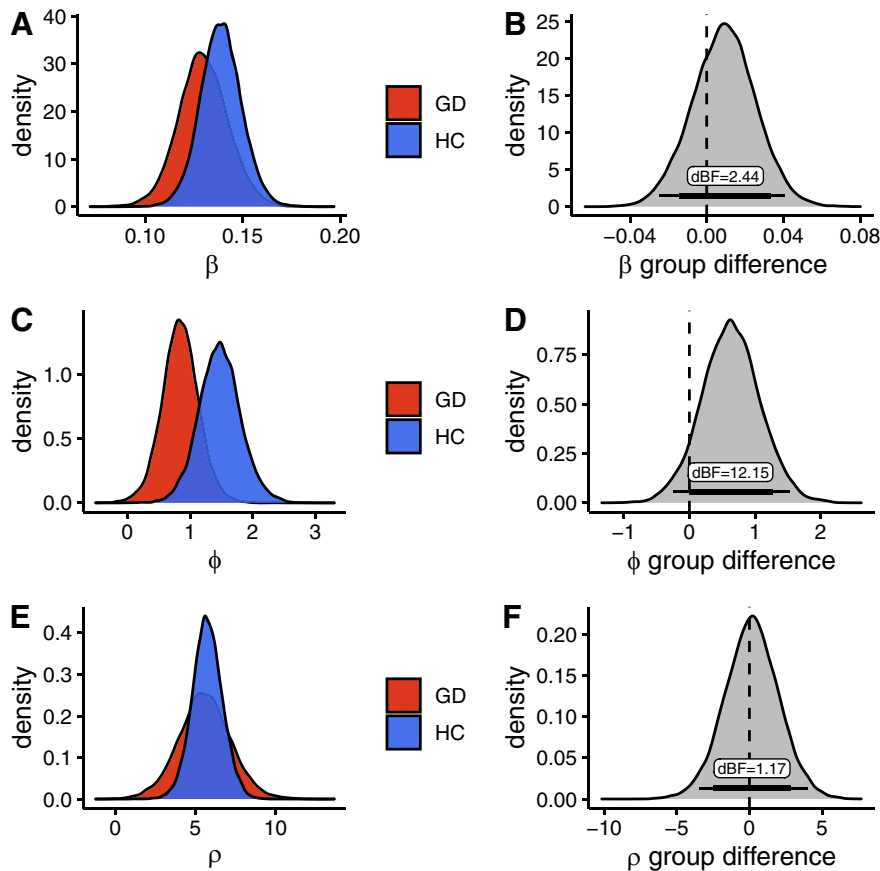 A
density
40
30
20
10
0
0.10 0.15 0.20
β
GD
HC
B
density
25
20
15
10
5
0
dBF=2.44
−0.04 0.00 0.04 0.08
β group difference
C
density
1.0
0.5
0.0
0 1 2 3
ϕ
GD
HC
D
density
0.75
0.50
0.25
0.00
dBF=12.15
−1 0 1 2
ϕ group difference
E
density
0.4
0.3
0.2
0.1
0.0
0 5 10
ρ
GD
HC
F
density
0.20
0.15
0.10
0.05
0.00
dBF=1.17
−10 −5 0 5
ρ group difference